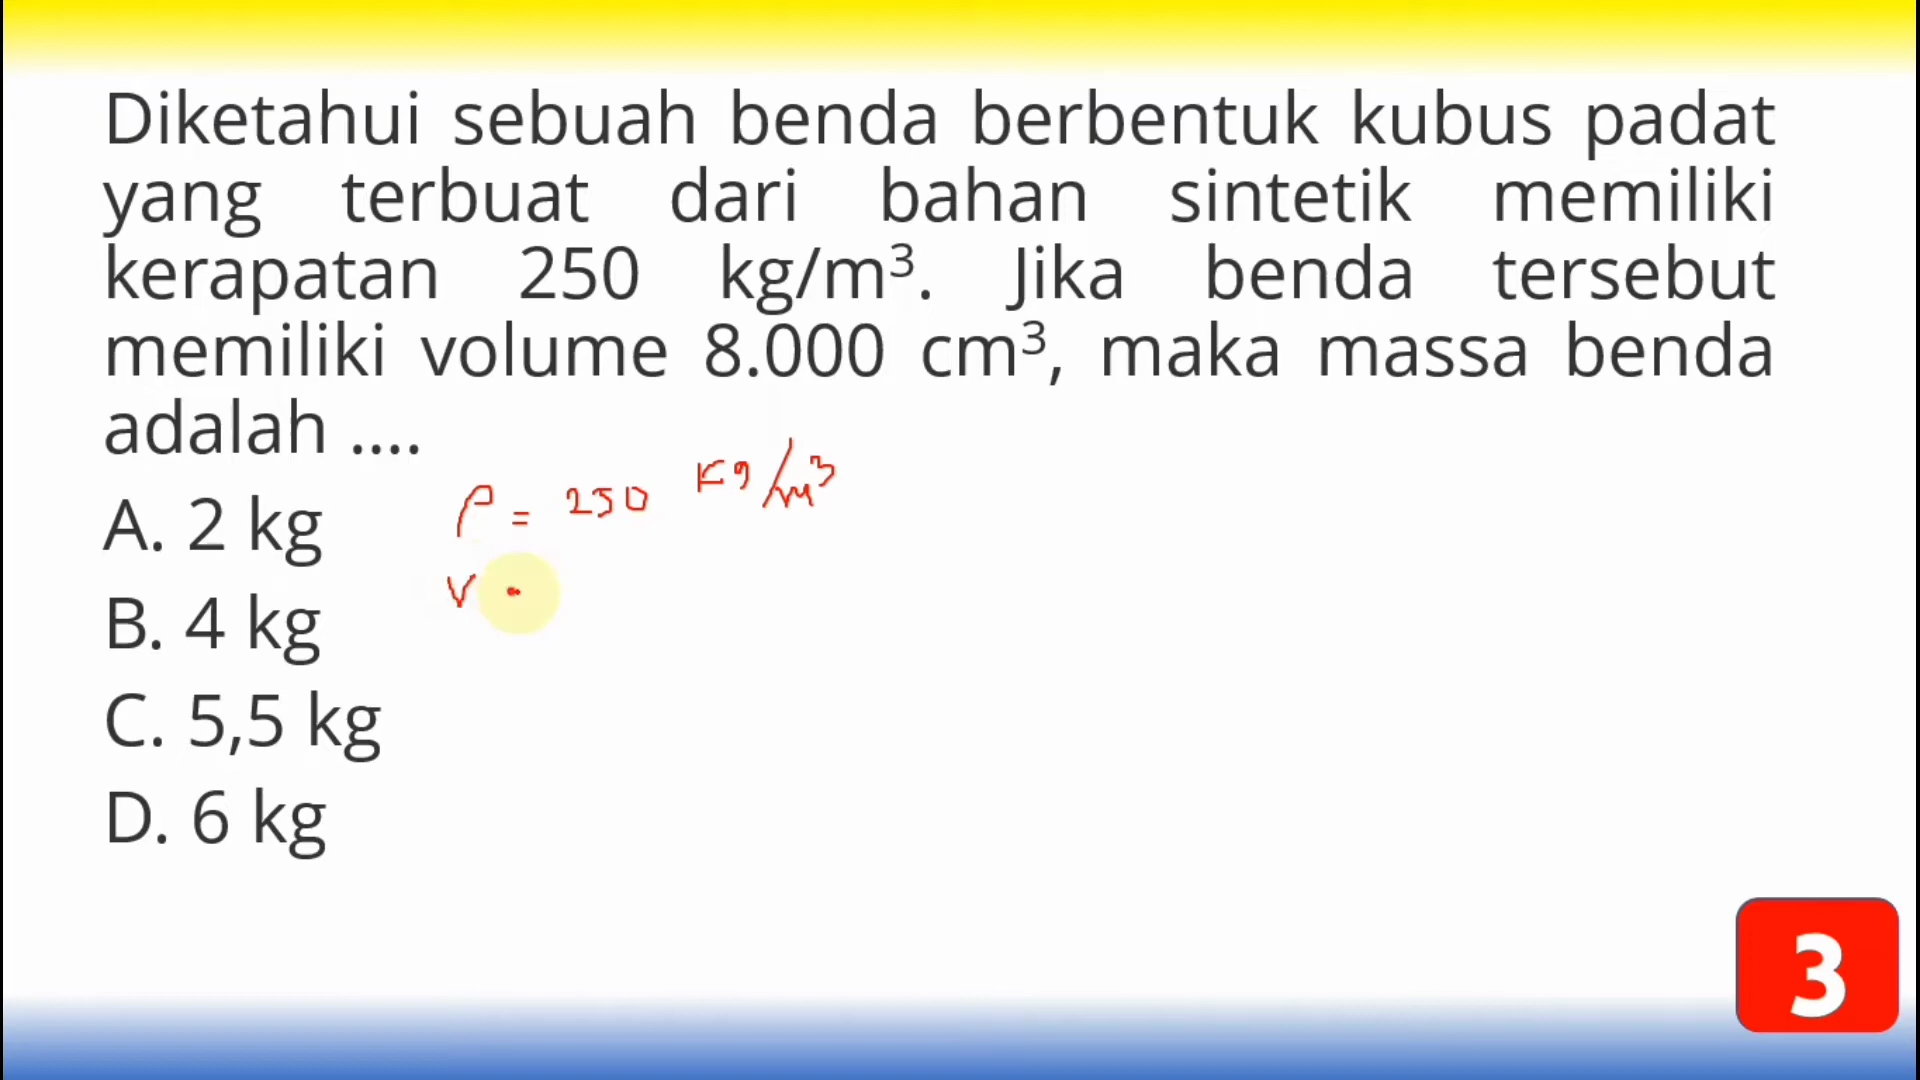 Diketahui sebuah benda berbentuk kubus padat
yang terbuat dari bahan sintetik memiliki
kerapatan 250 kg/m³. Jika benda tersebut
memiliki volume 8.000 cm³, maka massa benda
adalah ....
A. 2 kg
ρ = 250 kg/m³
B. 4 kg
V
C. 5,5 kg
D. 6 kg
3